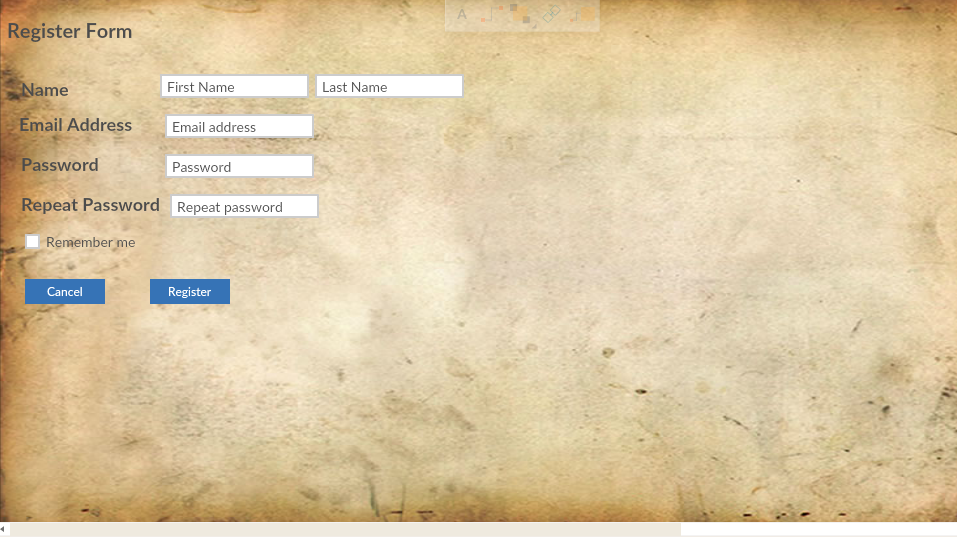 Register Form
Name First Name Last Name
Email Address Email address
Password Password
Repeat Password Repeat password
Remember me
Cancel Register